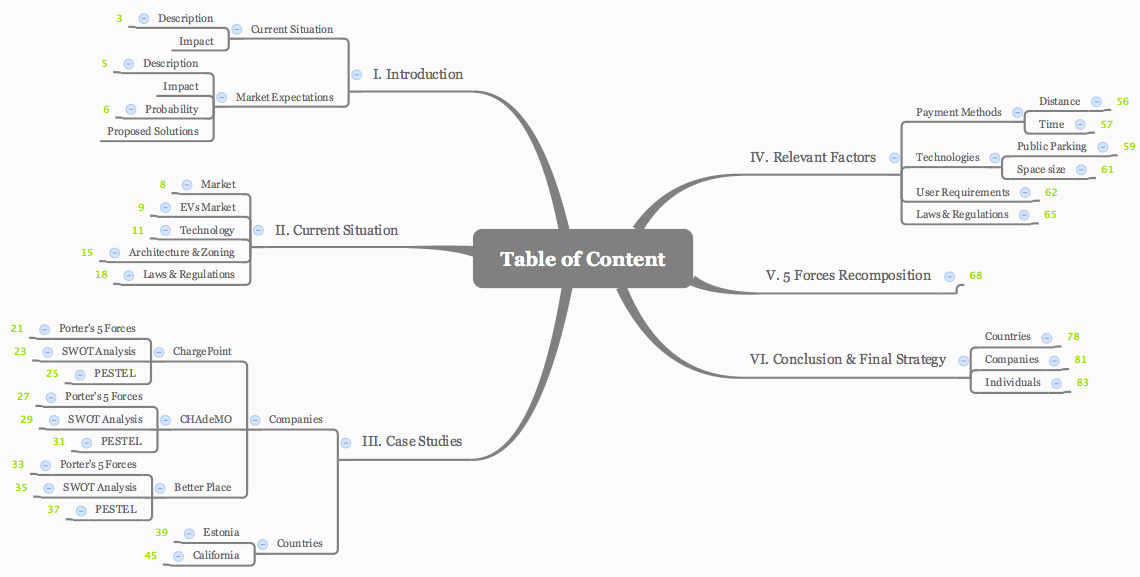 Table of Content
I. Introduction
Current Situation
Description
3
Impact
Market Expectations
Description
5
Impact
Probability
6
Proposed Solutions
II. Current Situation
Market
8
EVs Market
9
Technology
11
Architecture & Zoning
15
Laws & Regulations
18
III. Case Studies
Companies
ChargePoint
Porter's 5 Forces
21
SWOT Analysis
23
PESTEL
25
CHAdeMO
Porter's 5 Forces
27
SWOT Analysis
29
PESTEL
31
Better Place
Porter's 5 Forces
33
SWOT Analysis
35
PESTEL
37
Countries
Estonia
39
California
45
IV. Relevant Factors
Payment Methods
Distance
56
Time
57
Technologies
Public Parking
59
Space size
61
User Requirements
62
Laws & Regulations
65
V. 5 Forces Recomposition
68
VI. Conclusion & Final Strategy
Countries
78
Companies
81
Individuals
83